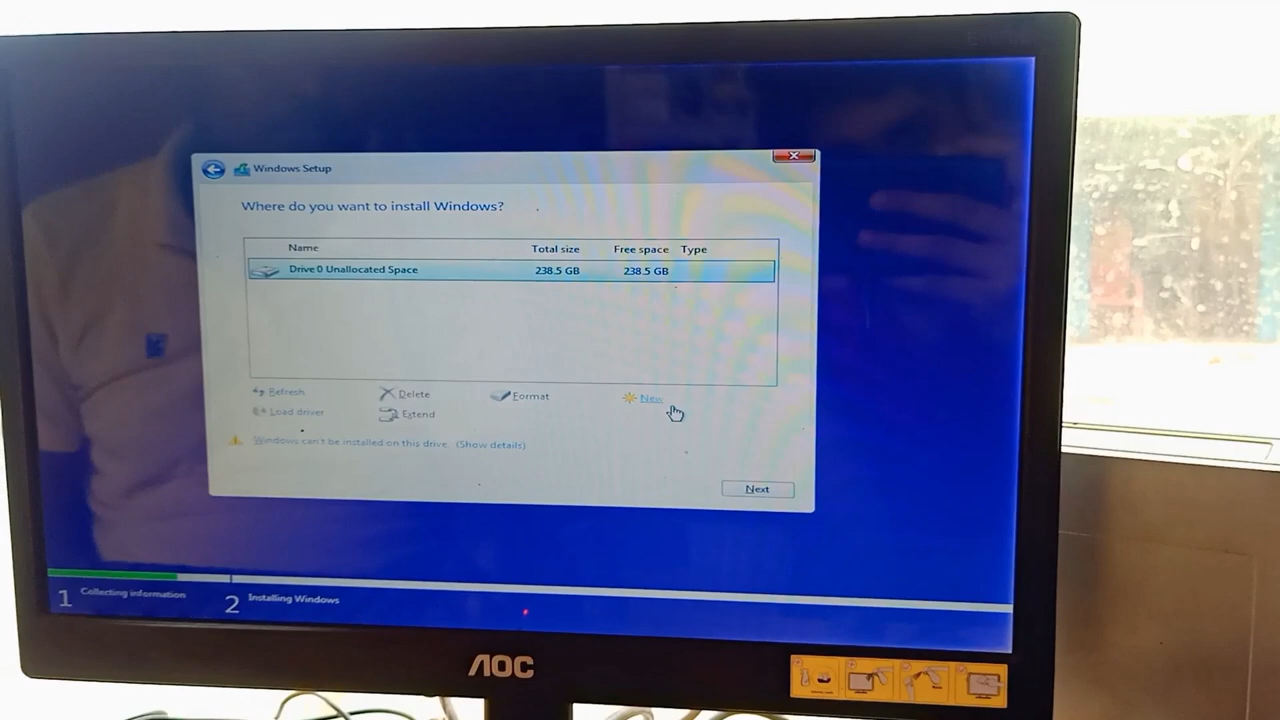 Windows Setup
Where do you want to install Windows?
Name Total size Free space Type
Drive 0 Unallocated Space 238.5 GB 238.5 GB
Refresh Delete Format New
Load driver Extend
Windows can't be installed on this drive. (Show details)
Next
1 Collecting information 2 Installing Windows
AOC